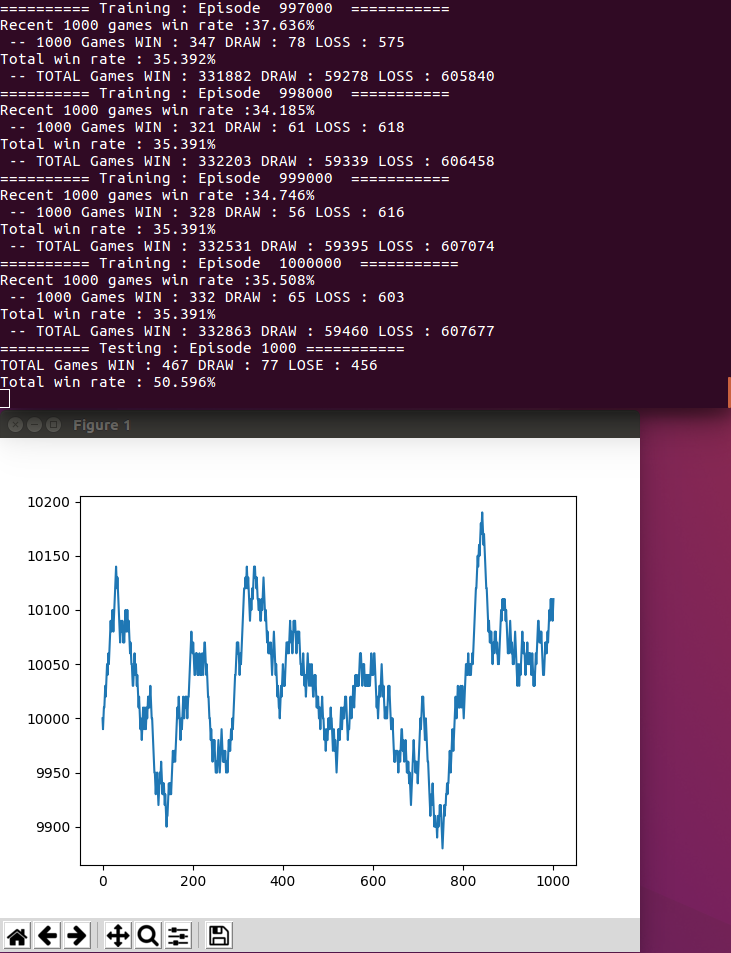 ========== Training : Episode  997000  ===========
Recent 1000 games win rate :37.636%
 -- 1000 Games WIN : 347 DRAW : 78 LOSS : 575
Total win rate : 35.392%
 -- TOTAL Games WIN : 331882 DRAW : 59278 LOSS : 605840
========== Training : Episode  998000  ===========
Recent 1000 games win rate :34.185%
 -- 1000 Games WIN : 321 DRAW : 61 LOSS : 618
Total win rate : 35.391%
 -- TOTAL Games WIN : 332203 DRAW : 59339 LOSS : 606458
========== Training : Episode  999000  ===========
Recent 1000 games win rate :34.746%
 -- 1000 Games WIN : 328 DRAW : 56 LOSS : 616
Total win rate : 35.391%
 -- TOTAL Games WIN : 332531 DRAW : 59395 LOSS : 607074
========== Training : Episode  1000000  ===========
Recent 1000 games win rate :35.508%
 -- 1000 Games WIN : 332 DRAW : 65 LOSS : 603
Total win rate : 35.391%
 -- TOTAL Games WIN : 332863 DRAW : 59460 LOSS : 607677
========== Testing : Episode 1000 ===========
TOTAL Games WIN : 467 DRAW : 77 LOSE : 456
Total win rate : 50.596%
Figure 1
10200
10150
10100
10050
10000
9950
9900
0 200 400 600 800 1000